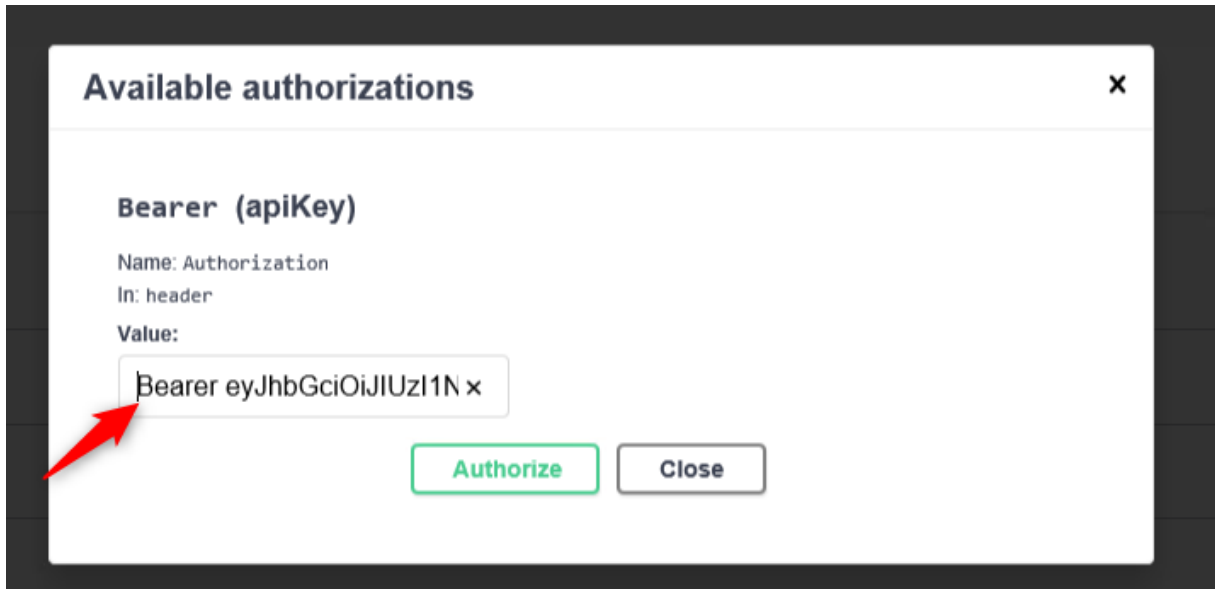 Available authorizations ×
Bearer (apiKey)
Name: Authorization
In: header
Value:
Bearer eyJhbGciOiJIUzI1N ×
Authorize Close